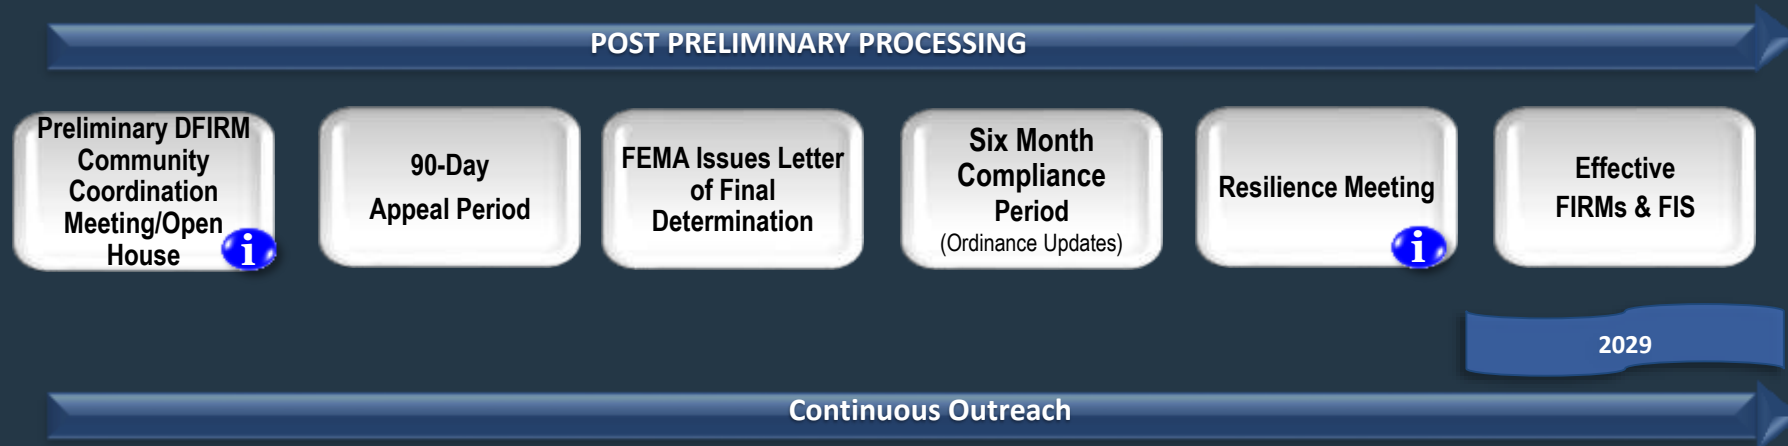 POST PRELIMINARY PROCESSING
Preliminary DFIRM
Community
Coordination
Meeting/Open
House
i
90-Day
Appeal Period
FEMA Issues Letter
of Final
Determination
Six Month
Compliance
Period
(Ordinance Updates)
Resilience Meeting
i
Effective
FIRMs & FIS
2029
Continuous Outreach